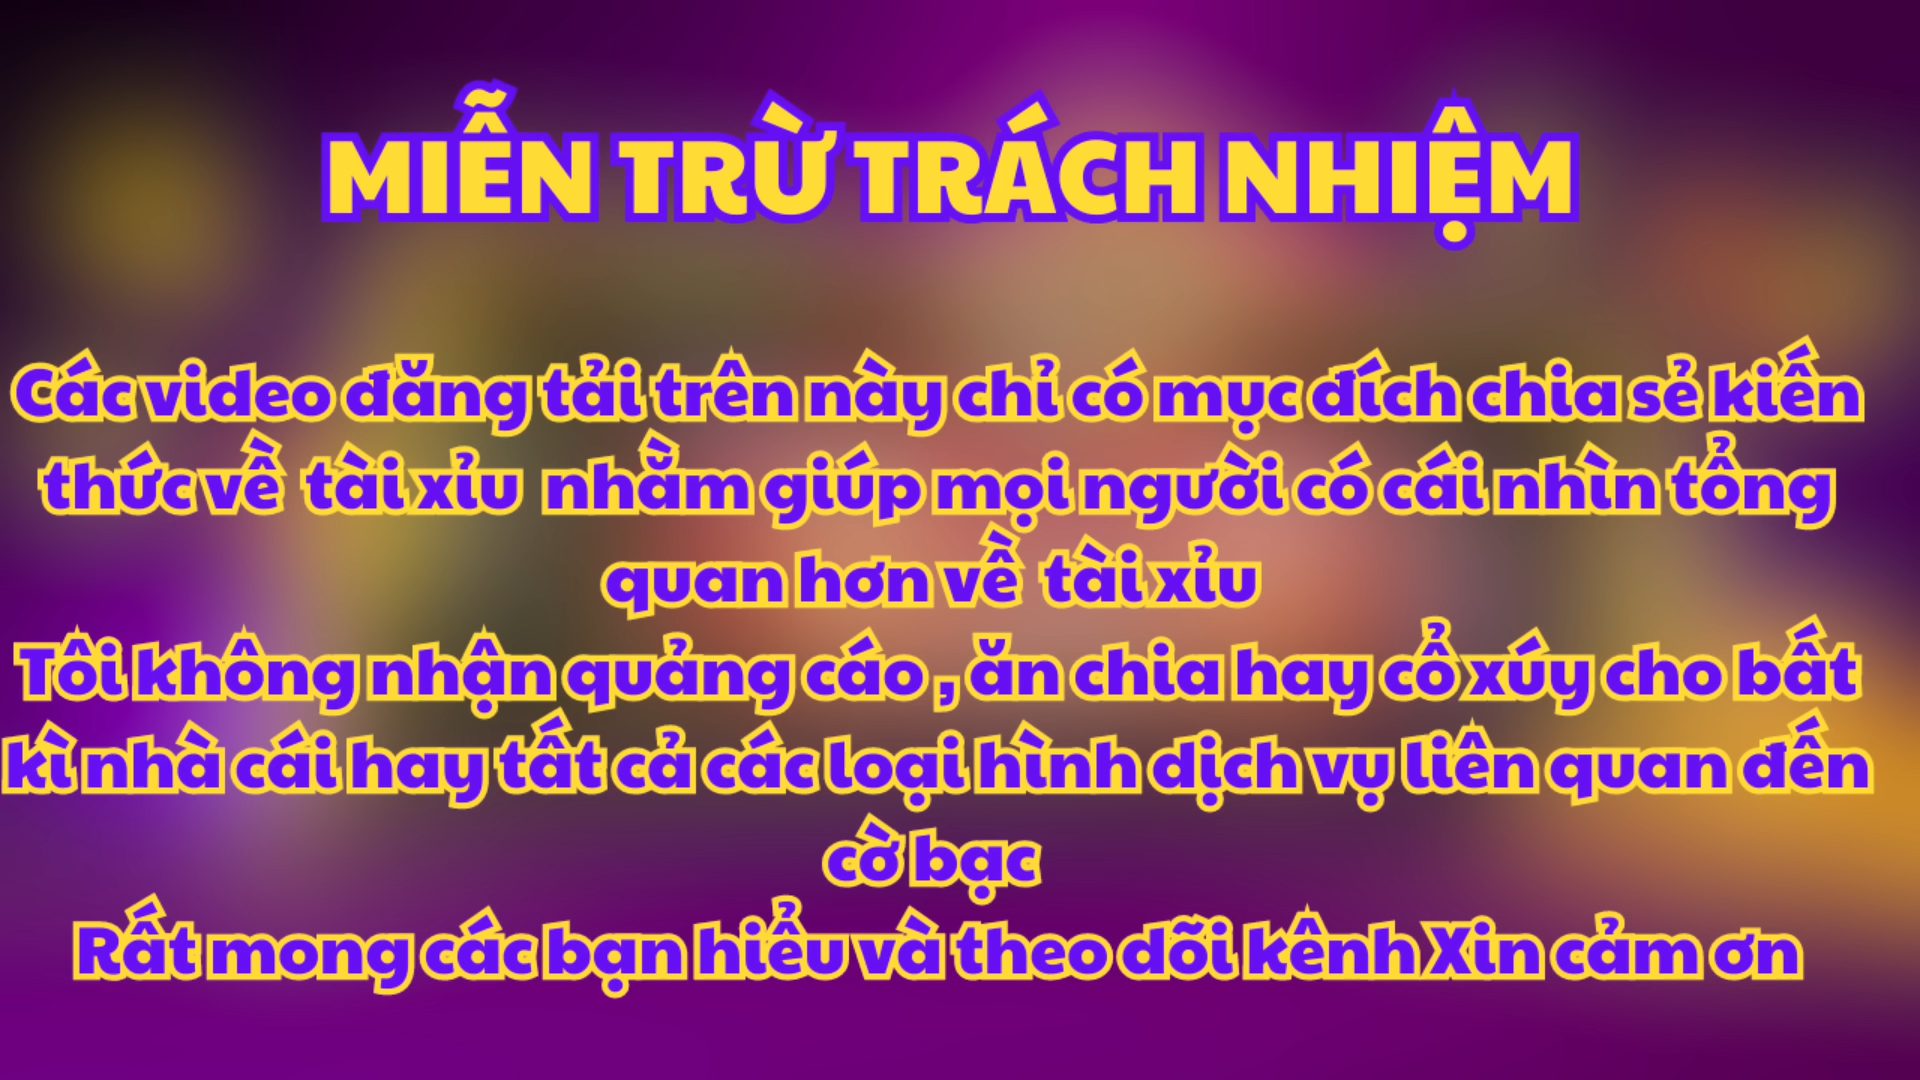 MIỄN TRỪ TRÁCH NHIỆM
Các video đăng tải trên này chỉ có mục đích chia sẻ kiến
thức về tài xỉu nhằm giúp mọi người có cái nhìn tổng
quan hơn về tài xỉu
Tôi không nhận quảng cáo , ăn chia hay cổ xúy cho bất
kì nhà cái hay tất cả các loại hình dịch vụ liên quan đến
cờ bạc
Rất mong các bạn hiểu và theo dõi kênh Xin cảm ơn